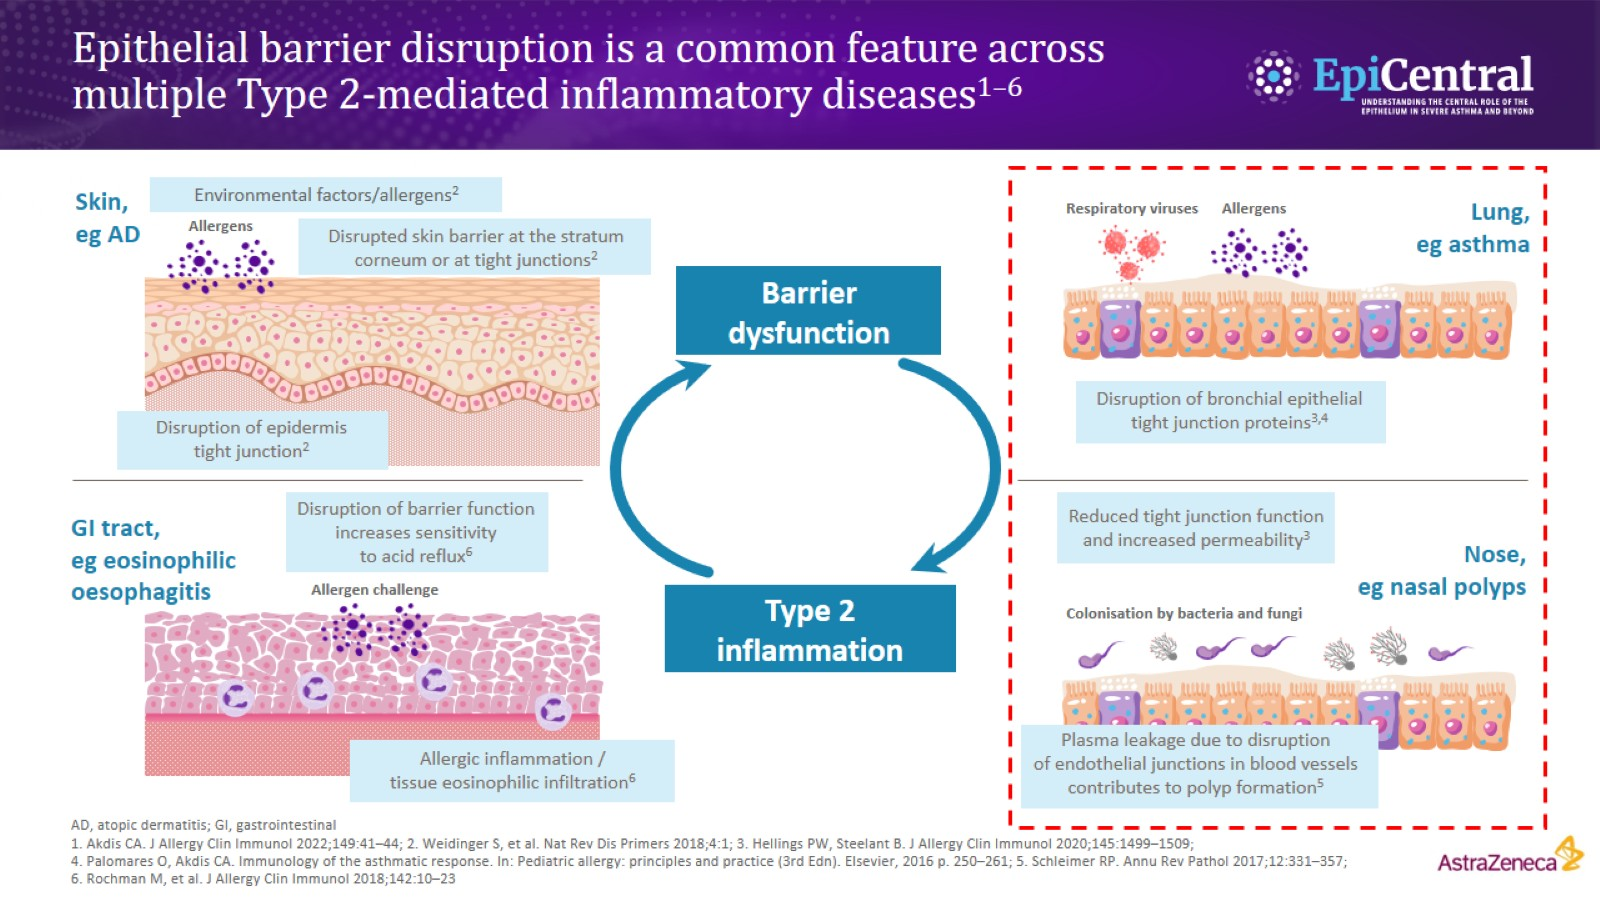 Epithelial barrier disruption is a common feature across
multiple Type 2-mediated inflammatory diseases¹⁻⁶
EpiCentral
UNDERSTANDING THE CENTRAL ROLE OF THE
EPITHELIUM IN SEVERE ASTHMA AND BEYOND
Skin,
eg AD
Environmental factors/allergens²
Allergens
Disrupted skin barrier at the stratum
corneum or at tight junctions²
Disruption of epidermis
tight junction²
GI tract,
eg eosinophilic
oesophagitis
Disruption of barrier function
increases sensitivity
to acid reflux⁶
Allergen challenge
Allergic inflammation /
tissue eosinophilic infiltration⁶
Barrier
dysfunction
Type 2
inflammation
Respiratory viruses
Allergens
Lung,
eg asthma
Disruption of bronchial epithelial
tight junction proteins³,⁴
Reduced tight junction function
and increased permeability³
Nose,
eg nasal polyps
Colonisation by bacteria and fungi
Plasma leakage due to disruption
of endothelial junctions in blood vessels
contributes to polyp formation⁵
AD, atopic dermatitis; GI, gastrointestinal
1. Akdis CA. J Allergy Clin Immunol 2022;149:41–44; 2. Weidinger S, et al. Nat Rev Dis Primers 2018;4:1; 3. Hellings PW, Steelant B. J Allergy Clin Immunol 2020;145:1499–1509;
4. Palomares O, Akdis CA. Immunology of the asthmatic response. In: Pediatric allergy: principles and practice (3rd Edn). Elsevier, 2016 p. 250–261; 5. Schleimer RP. Annu Rev Pathol 2017;12:331–357;
6. Rochman M, et al. J Allergy Clin Immunol 2018;142:10–23
AstraZeneca